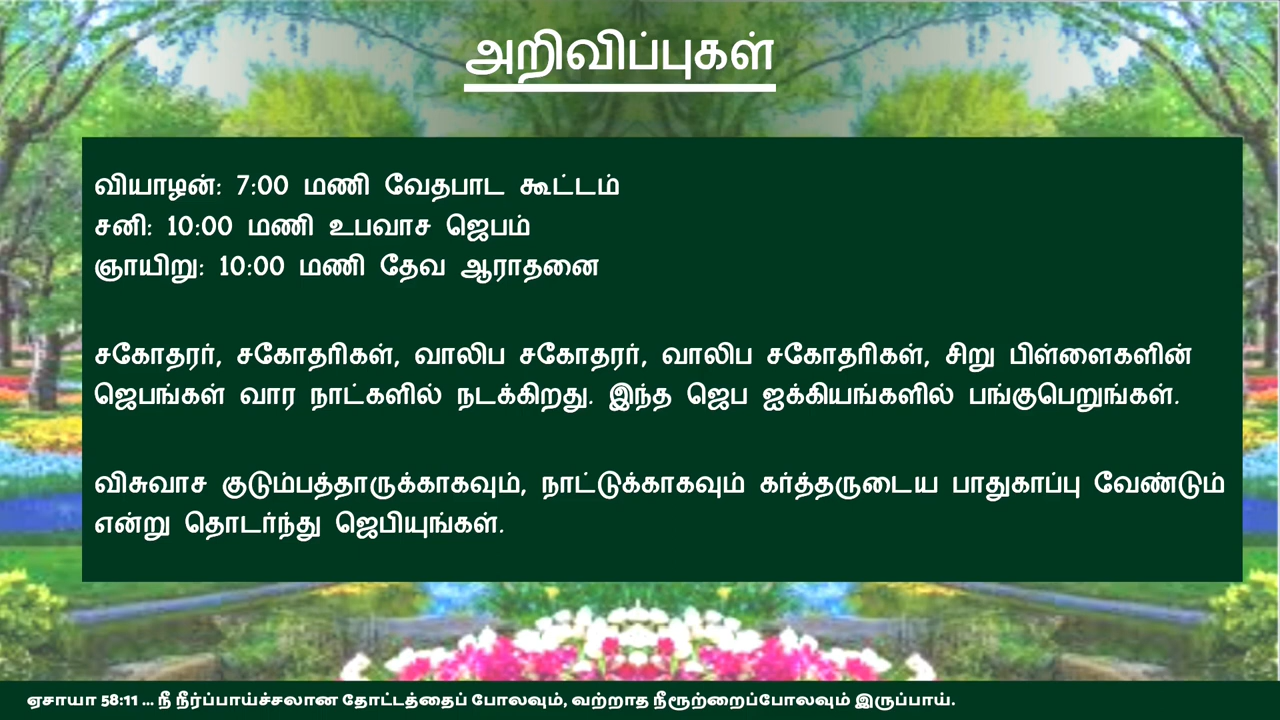 அறிவிப்புகள்
வியாழன்: 7:00 மணி வேதபாட கூட்டம்
சனி: 10:00 மணி உபவாச ஜெபம்
ஞாயிறு: 10:00 மணி தேவ ஆராதனை
சகோதரர், சகோதரிகள், வாலிப சகோதரர், வாலிப சகோதரிகள், சிறு பிள்ளைகளின்
ஜெபங்கள் வார நாட்களில் நடக்கிறது. இந்த ஜெப ஐக்கியங்களில் பங்குபெறுங்கள்.
விசுவாச குடும்பத்தாருக்காகவும், நாட்டுக்காகவும் கர்த்தருடைய பாதுகாப்பு வேண்டும்
என்று தொடர்ந்து ஜெபியுங்கள்.
ஏசாயா 58:11 ... நீ நீர்ப்பாய்ச்சலான தோட்டத்தைப் போலவும், வற்றாத நீரூற்றைப்போலவும் இருப்பாய்.